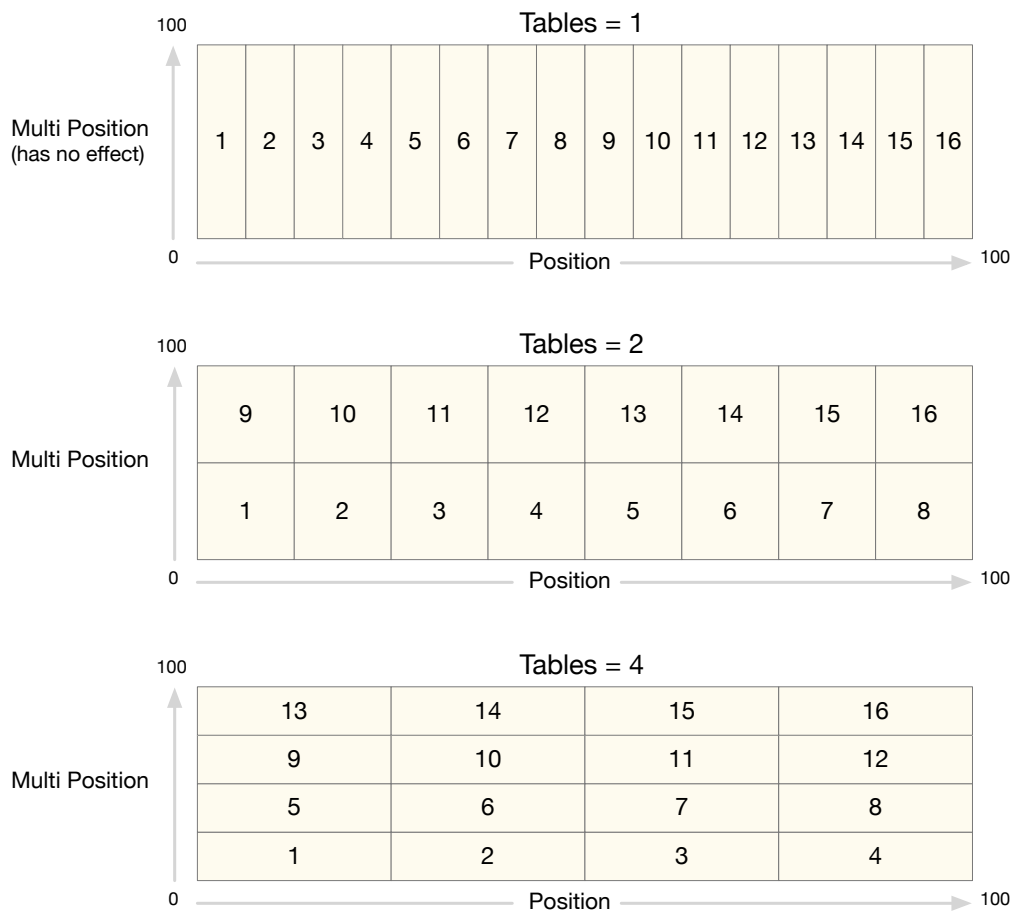 Tables = 1
100
Multi Position
(has no effect)
1 2 3 4 5 6 7 8 9 10 11 12 13 14 15 16
0
Position
100
Tables = 2
100
9 10 11 12 13 14 15 16
Multi Position
1 2 3 4 5 6 7 8
0
Position
100
Tables = 4
100
13 14 15 16
9 10 11 12
Multi Position
5 6 7 8
1 2 3 4
0
Position
100